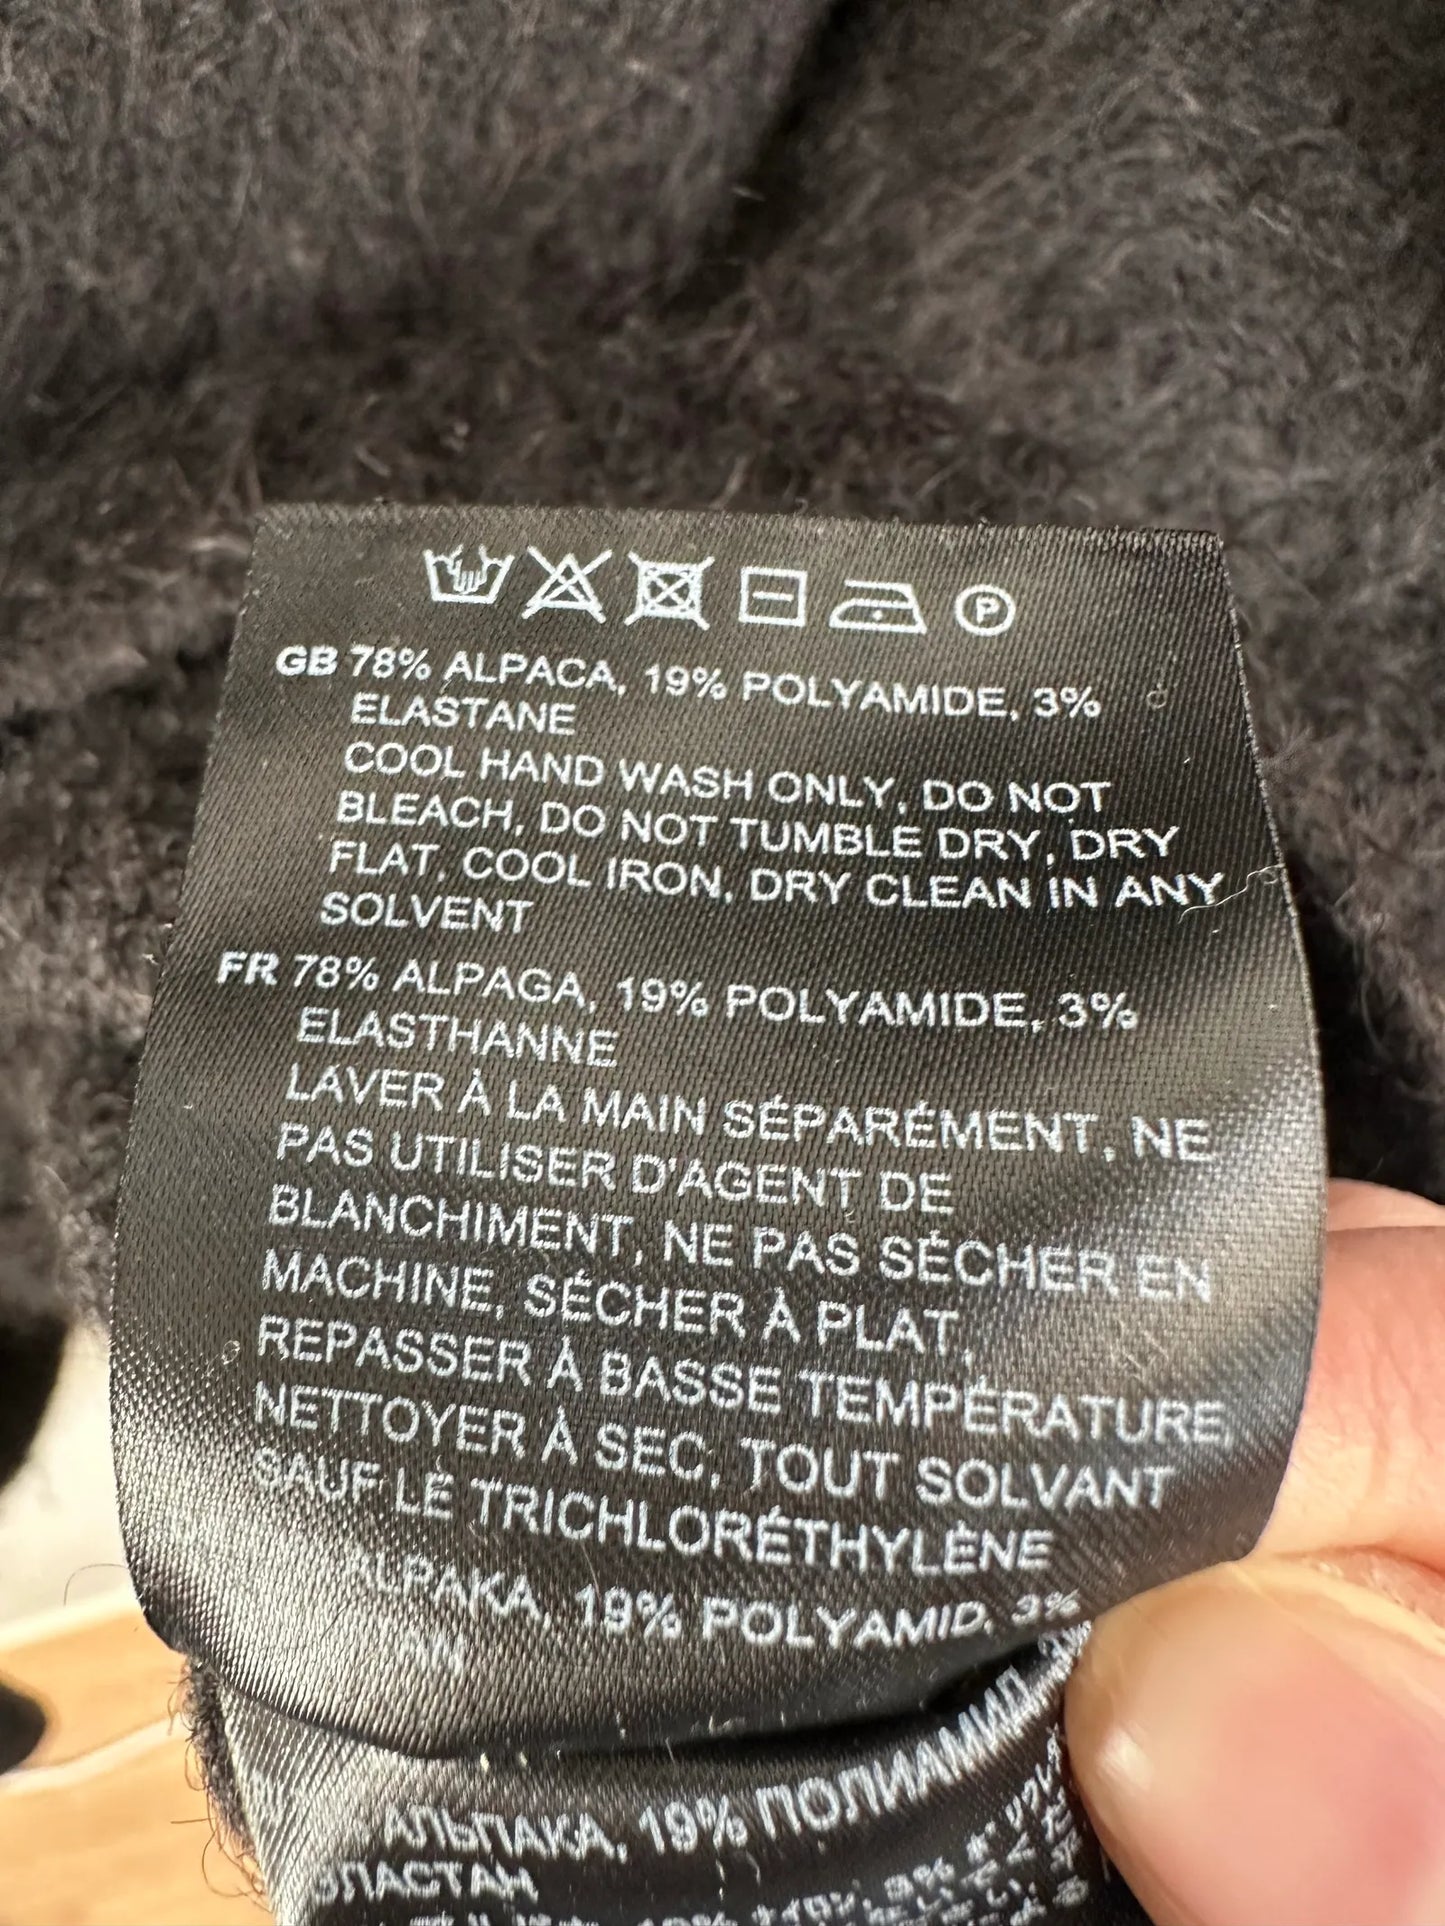 P
GB 78% ALPACA, 19% POLYAMIDE, 3%
ELASTANE
COOL HAND WASH ONLY, DO NOT
BLEACH, DO NOT TUMBLE DRY, DRY
FLAT, COOL IRON, DRY CLEAN IN ANY
SOLVENT
FR 78% ALPAGA, 19% POLYAMIDE, 3%
ELASTHANNE
LAVER À LA MAIN SÉPARÉMENT, NE
PAS UTILISER D'AGENT DE
BLANCHIMENT, NE PAS SÉCHER EN
MACHINE, SÉCHER À PLAT,
REPASSER À BASSE TEMPÉRATURE,
NETTOYER À SEC, TOUT SOLVANT
SAUF LE TRICHLORÉTHYLÈNE
ALPAKA, 19% POLYAMID, 3%
АЛЬПАКА, 19% ПОЛИАМИД
ЭЛАСТАН